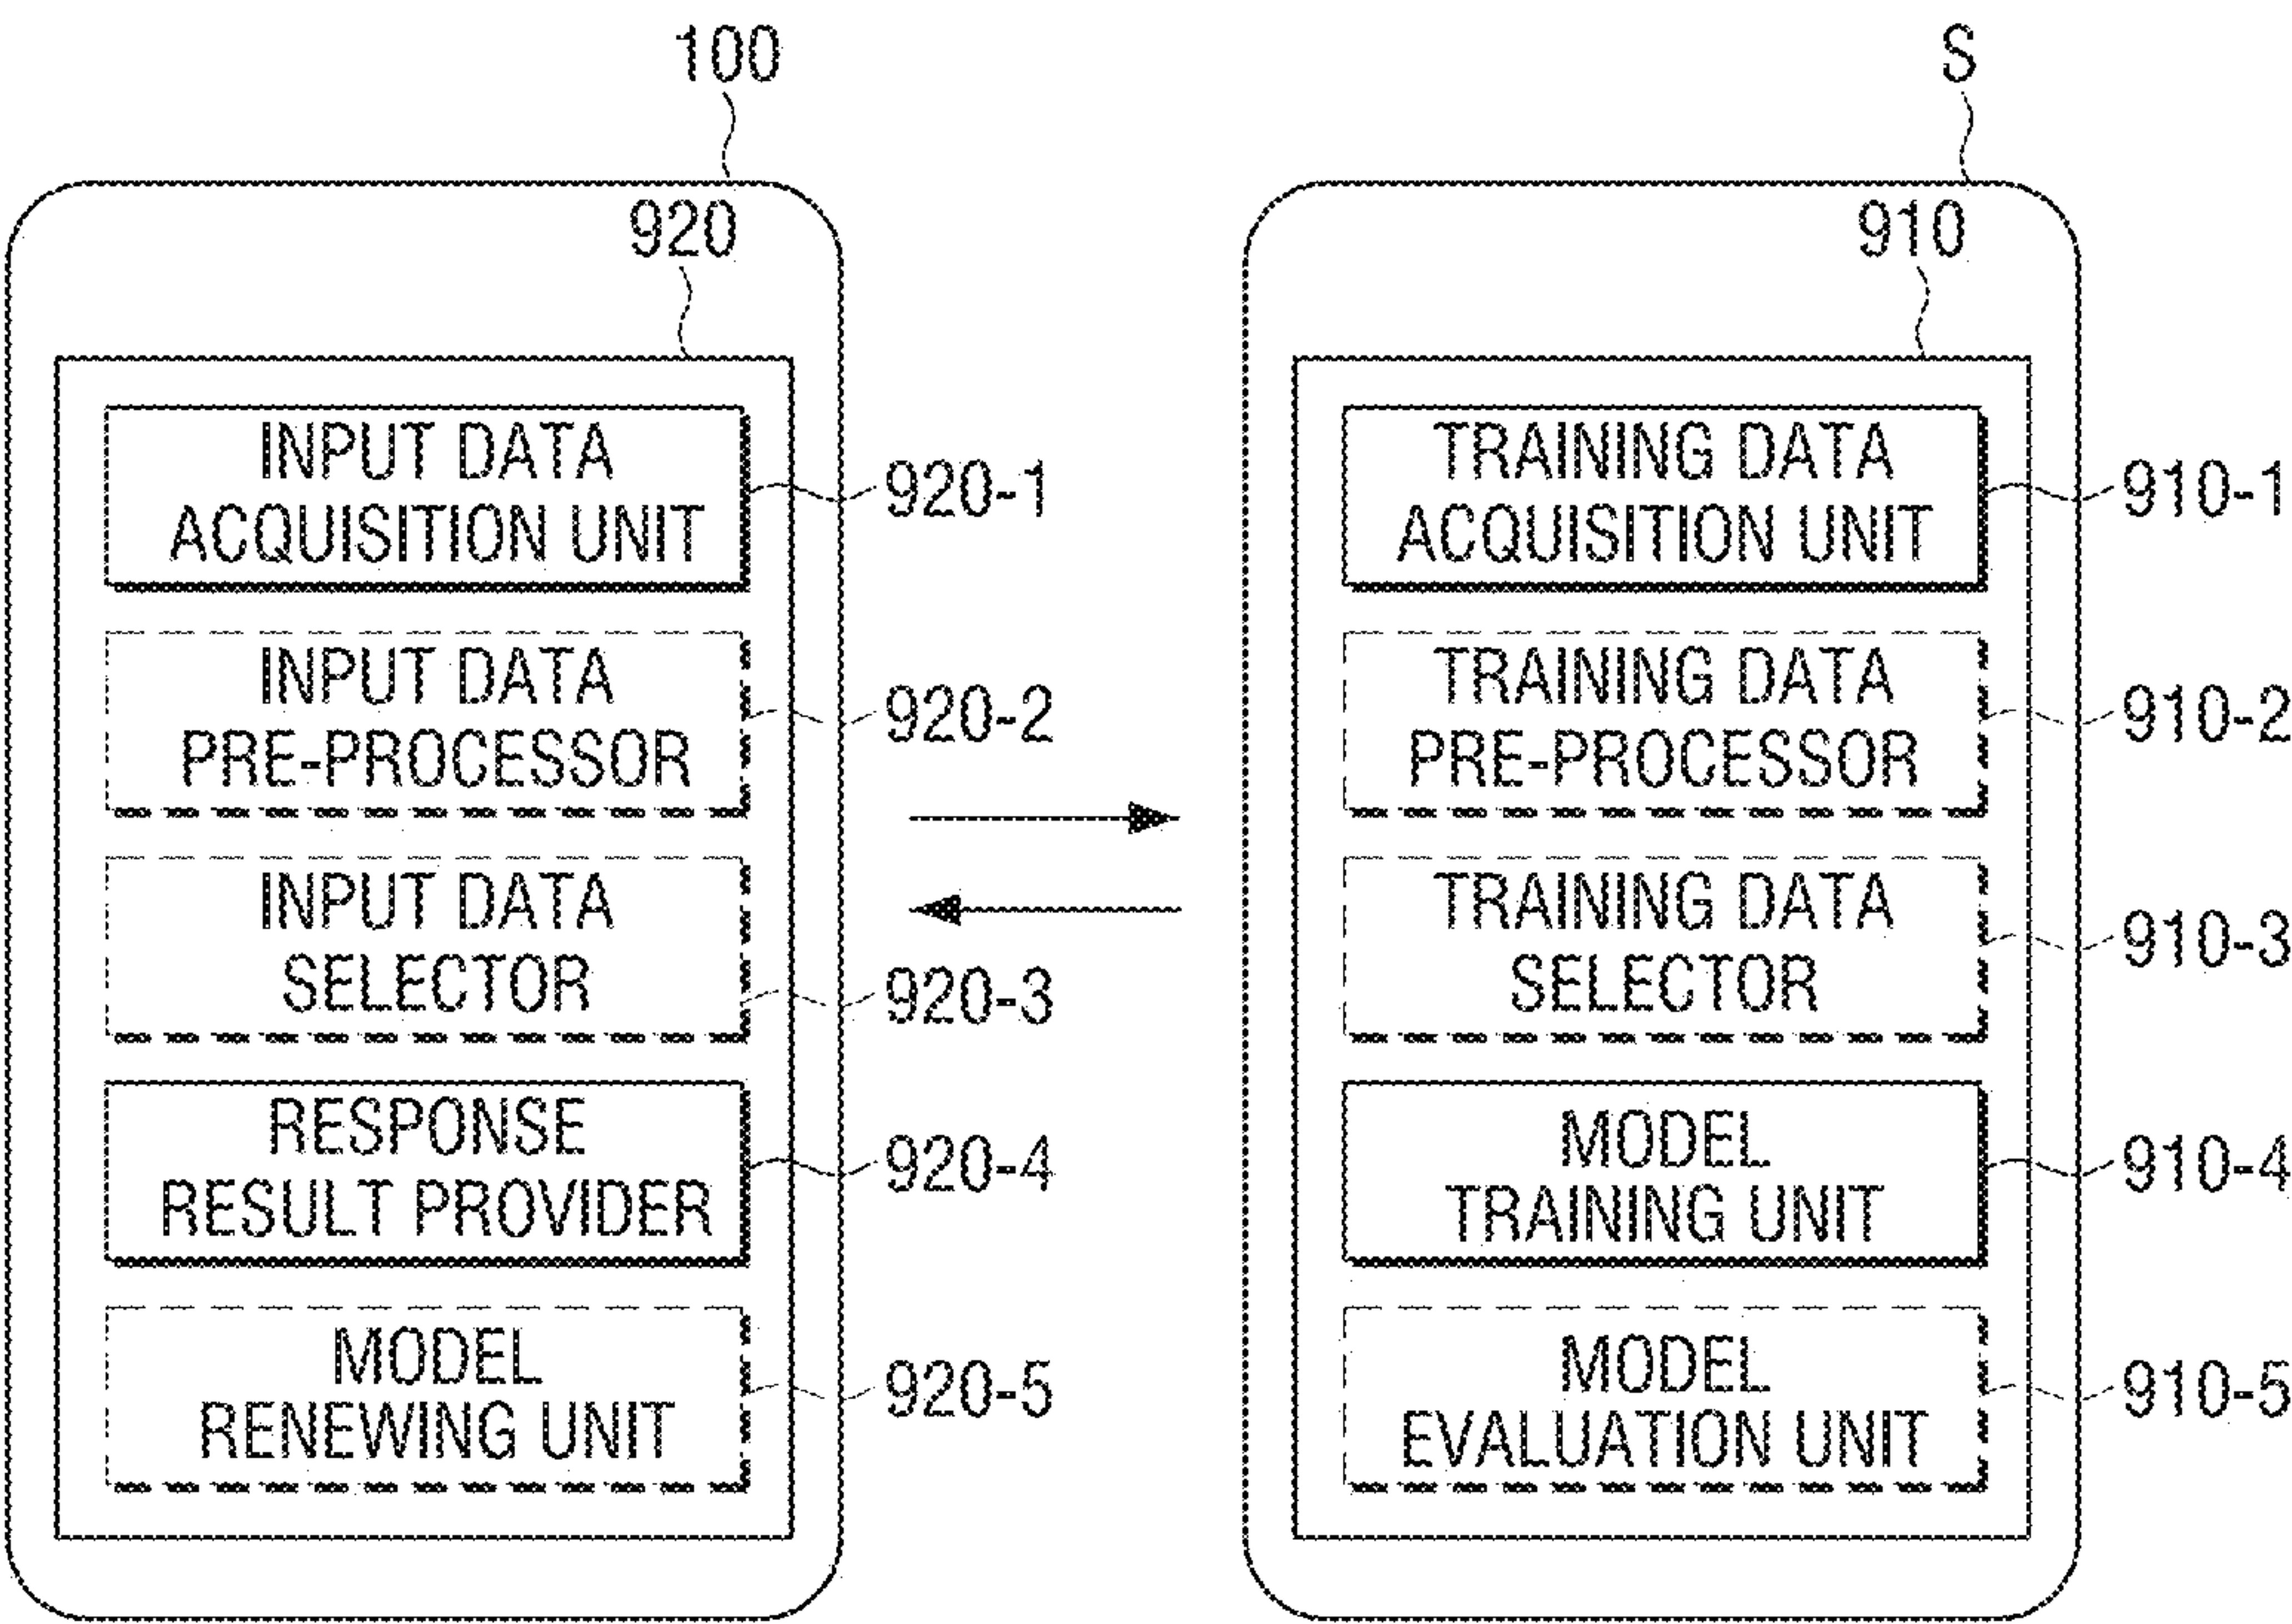 100
920
INPUT DATA
ACQUISITION UNIT
920-1
INPUT DATA
PRE-PROCESSOR
920-2
INPUT DATA
SELECTOR
920-3
RESPONSE
RESULT PROVIDER
920-4
MODEL
RENEWING UNIT
920-5
S
910
TRAINING DATA
ACQUISITION UNIT
910-1
TRAINING DATA
PRE-PROCESSOR
910-2
TRAINING DATA
SELECTOR
910-3
MODEL
TRAINING UNIT
910-4
MODEL
EVALUATION UNIT
910-5